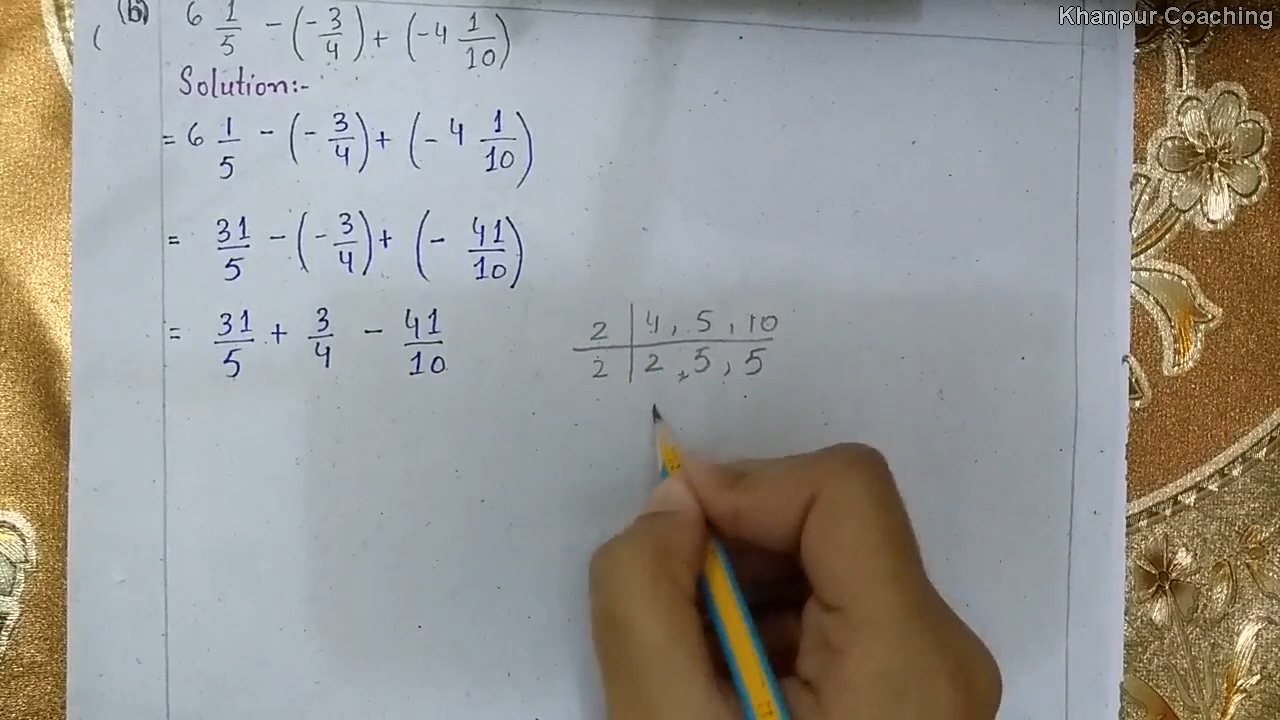 Khanpur Coaching
(b) 6 1/5 - (-3/4) + (-4 1/10)
(
Solution:-
= 6 1/5 - (-3/4) + (-4 1/10)
= 31/5 - (-3/4) + (- 41/10)
= 31/5 + 3/4 - 41/10
2 | 4, 5, 10
2 | 2, 5, 5